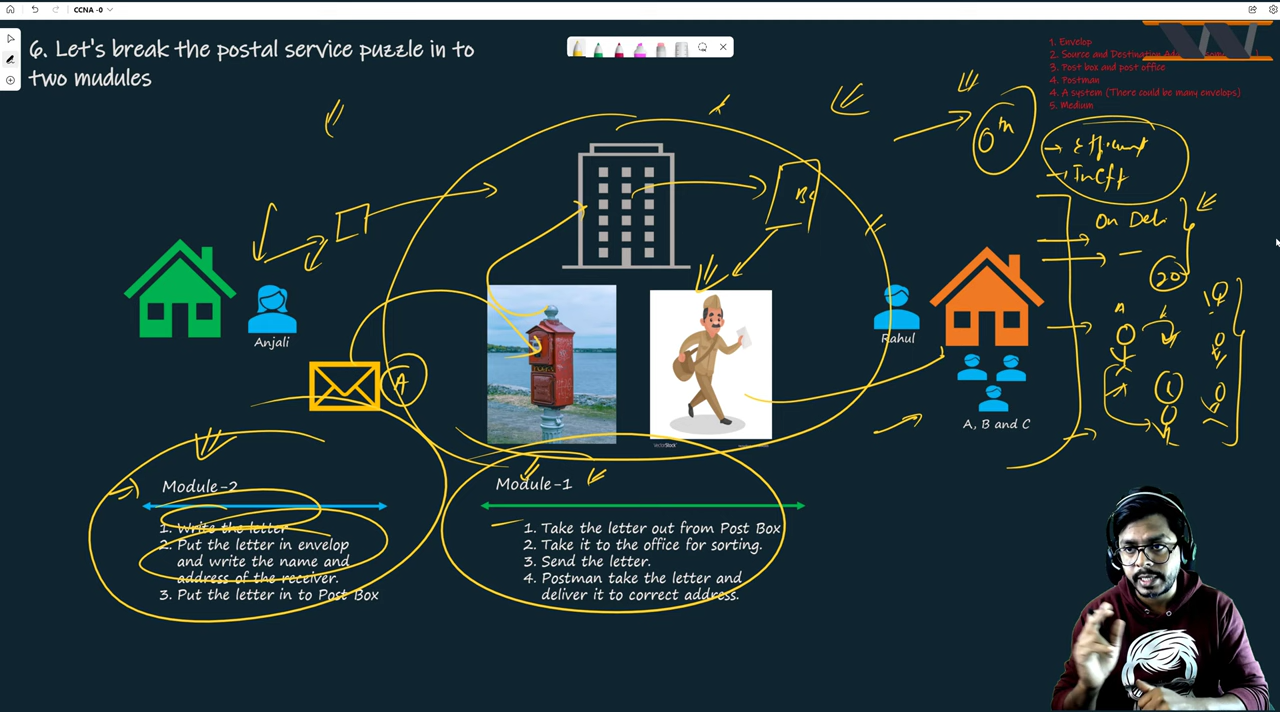 CCNA -0
6. Let's break the postal service puzzle in to
two mudules
1. Envelop
2. Source and Destination
3. Post box and post office
4. Postman
4. A system (There could be many envelops)
5. Medium
0th
Efficient
InEff
On Deli
20
A
1
Anjali
Rahul
A
A, B and C
Module-2
1. Write the letter
2. Put the letter in envelop
and write the name and
address of the receiver.
3. Put the letter in to Post Box
Module-1
1. Take the letter out from Post Box
2. Take it to the office for sorting.
3. Send the letter.
4. Postman take the letter and
deliver it to correct address.